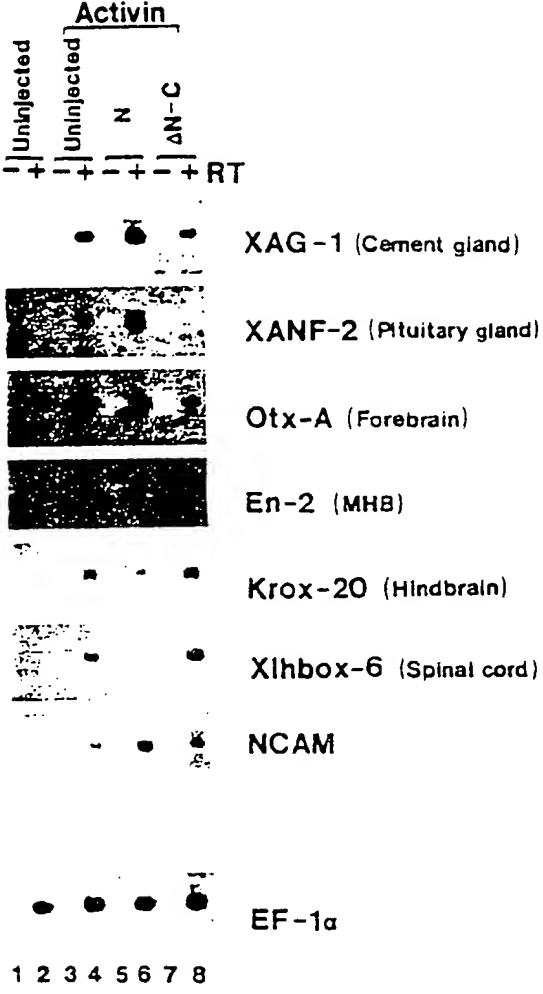 Activin
Uninjected Uninjected N ΔN-C
- + - + - + - + RT
XAG-1 (Cement gland)
XANF-2 (Pituitary gland)
Otx-A (Forebrain)
En-2 (MHB)
Krox-20 (Hindbrain)
Xlhbox-6 (Spinal cord)
NCAM
EF-1α
1 2 3 4 5 6 7 8